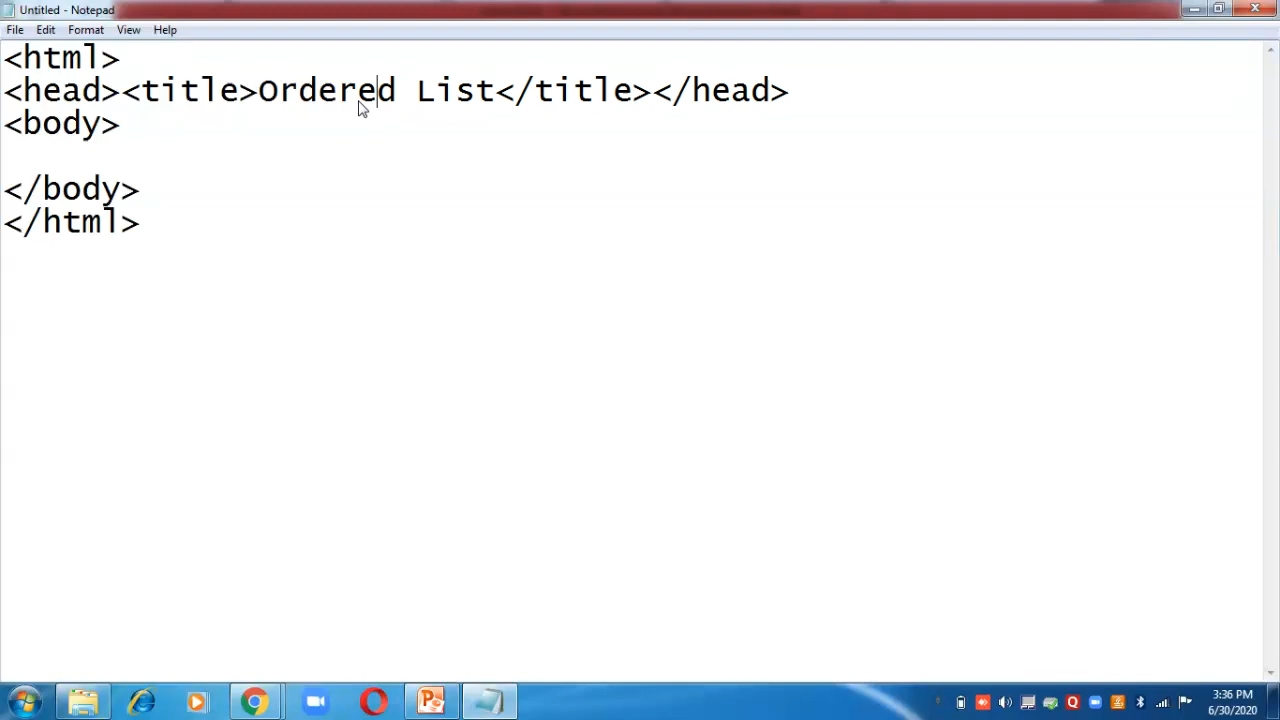 Untitled - Notepad
File Edit Format View Help
<html>
<head><title>Ordered List</title></head>
<body>
</body>
</html>
3:36 PM
6/30/2020